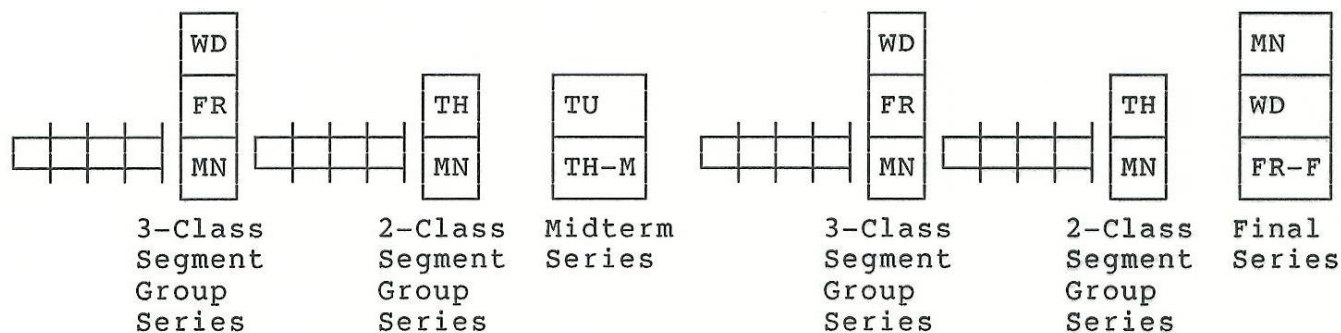 WD WD MN
FR TH TU FR TH WD
MN MN TH-M MN MN FR-F
3-Class 2-Class Midterm 3-Class 2-Class Final
Segment Segment Series Segment Segment Series
Group Group Group Group
Series Series Series Series